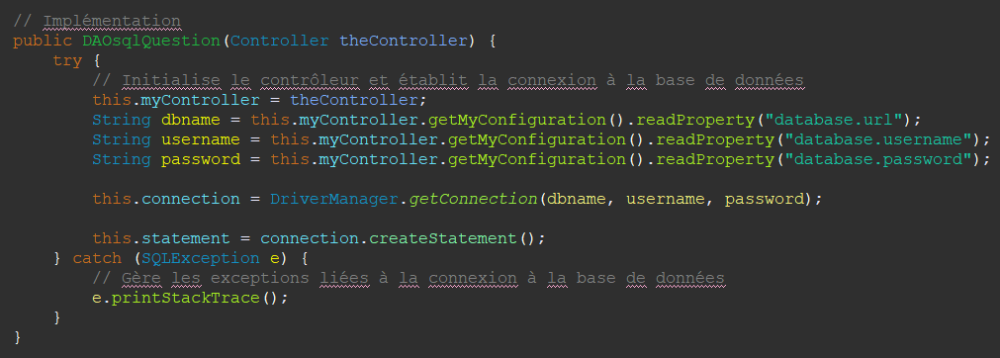 // Implémentation
public DAOsqlQuestion(Controller theController) {
    try {
        // Initialise le contrôleur et établit la connexion à la base de données
        this.myController = theController;
        String dbname = this.myController.getMyConfiguration().readProperty("database.url");
        String username = this.myController.getMyConfiguration().readProperty("database.username");
        String password = this.myController.getMyConfiguration().readProperty("database.password");
        this.connection = DriverManager.getConnection(dbname, username, password);
        this.statement = connection.createStatement();
    } catch (SQLException e) {
        // Gère les exceptions liées à la connexion à la base de données
        e.printStackTrace();
    }
}